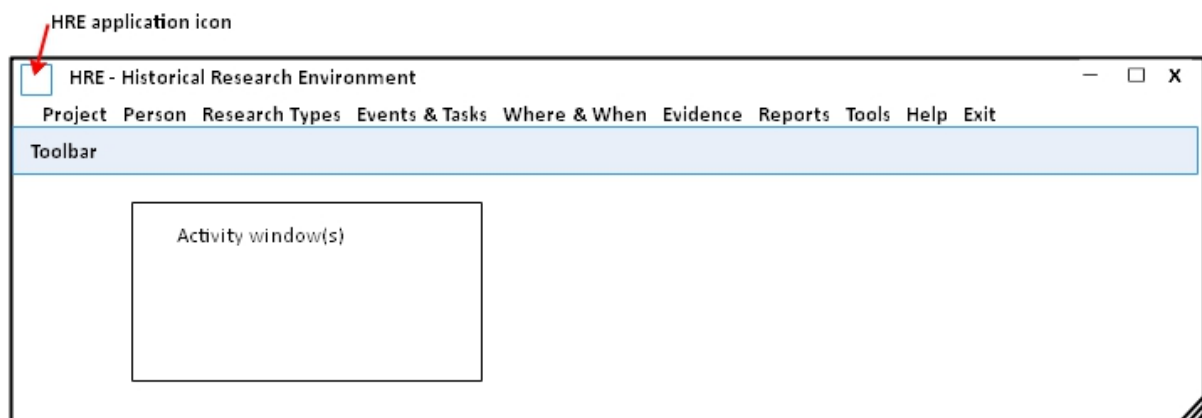 HRE application icon
HRE - Historical Research Environment
Project Person Research Types Events & Tasks Where & When Evidence Reports Tools Help Exit
Toolbar
Activity window(s)